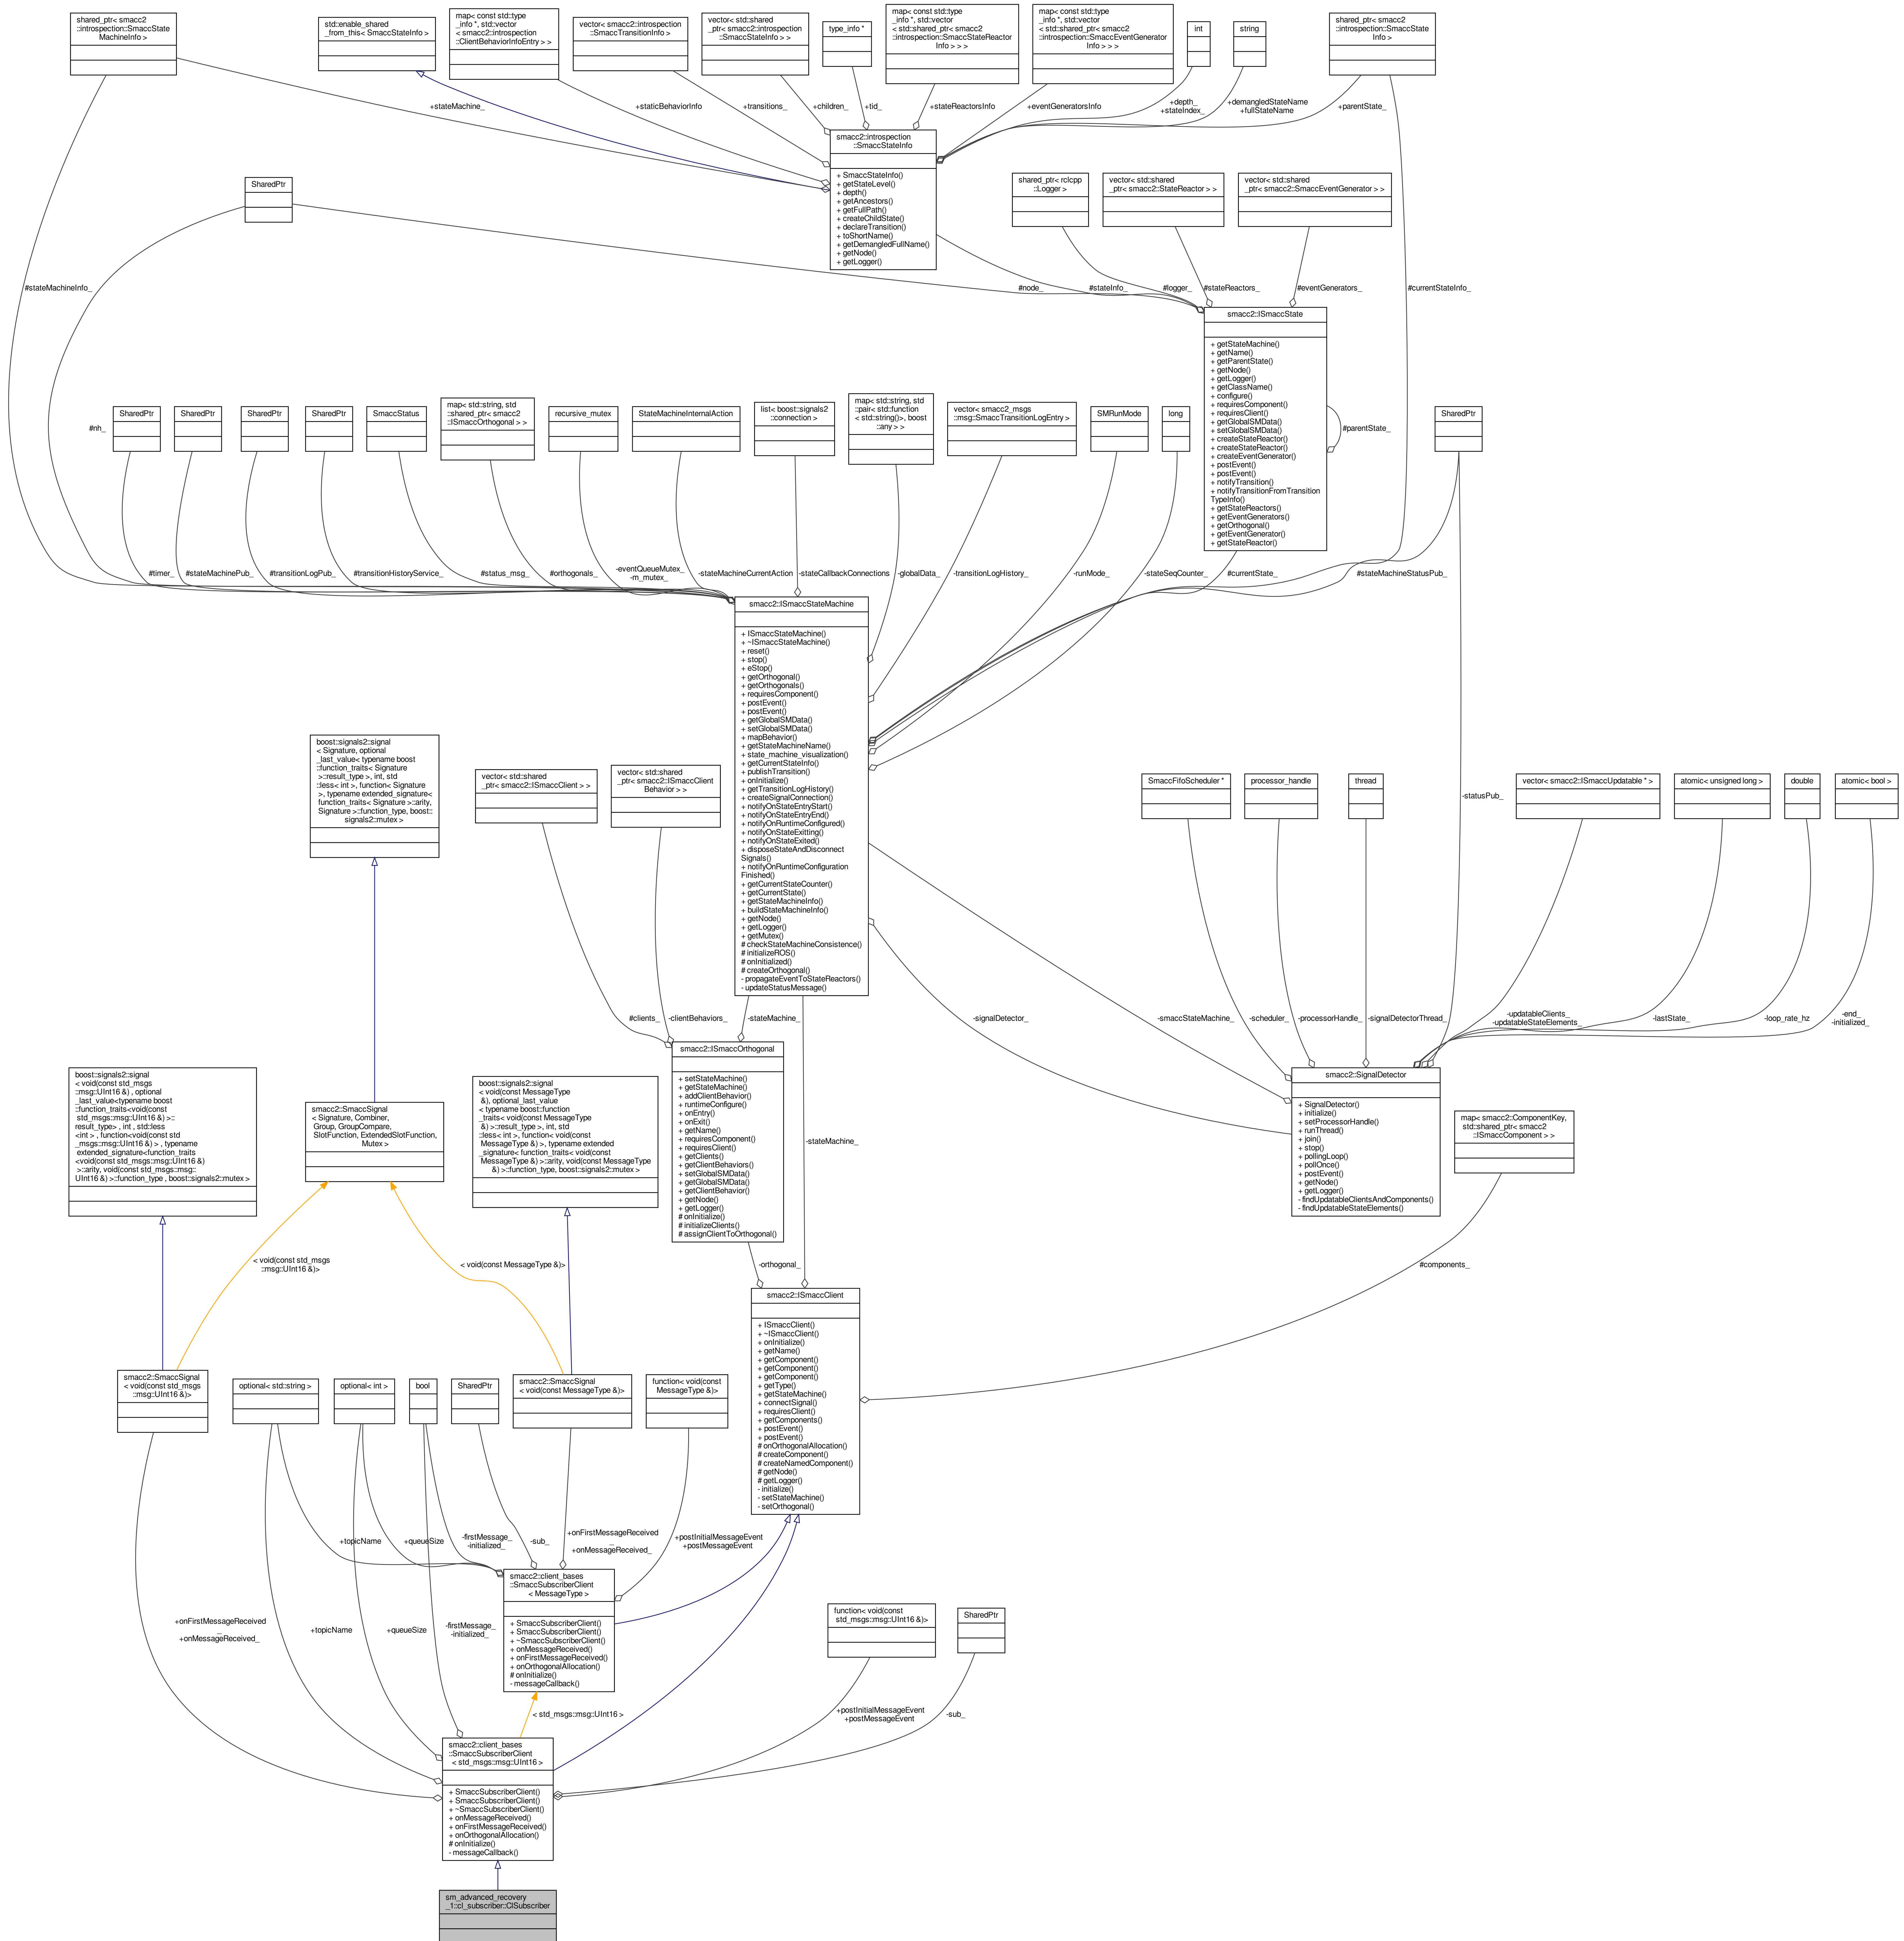 shared_ptr< smacc2
::introspection::SmaccState
MachineInfo >
std::enable_shared
_from_this< SmaccStateInfo >
map< const std::type
_info *, std::vector
< smacc2::introspection
::ClientBehaviorInfoEntry > >
vector< smacc2::introspection
::SmaccTransitionInfo >
vector< std::shared
_ptr< smacc2::introspection
::SmaccStateInfo > >
type_info *
map< const std::type
_info *, std::vector
< std::shared_ptr< smacc2
::introspection::SmaccStateReactor
Info > > >
map< const std::type
_info *, std::vector
< std::shared_ptr< smacc2
::introspection::SmaccEventGenerator
Info > > >
int
string
shared_ptr< smacc2
::introspection::SmaccState
Info >
+stateMachine_
+staticBehaviorInfo
+transitions_
+children_
+tid_
+stateReactorsInfo
+eventGeneratorsInfo
+depth_
+stateIndex_
+demangledStateName
+fullStateName
+parentState_
smacc2::introspection
::SmaccStateInfo
+ SmaccStateInfo()
+ getStateLevel()
+ depth()
+ getAncestors()
+ getFullPath()
+ createChildState()
+ declareTransition()
+ toShortName()
+ getDemangledFullName()
+ getNode()
+ getLogger()
SharedPtr
shared_ptr< rclcpp
::Logger >
vector< std::shared
_ptr< smacc2::StateReactor > >
vector< std::shared
_ptr< smacc2::SmaccEventGenerator > >
#stateMachineInfo_
#node_
#stateInfo_
#logger_
#stateReactors_
#eventGenerators_
#currentStateInfo_
smacc2::ISmaccState
+ getStateMachine()
+ getName()
+ getParentState()
+ getNode()
+ getLogger()
+ getClassName()
+ configure()
+ requiresComponent()
+ requiresClient()
+ getGlobalSMData()
+ setGlobalSMData()
+ createStateReactor()
+ createStateReactor()
+ createEventGenerator()
+ postEvent()
+ postEvent()
+ notifyTransition()
+ notifyTransitionFromTransition
TypeInfo()
+ getStateReactors()
+ getEventGenerators()
+ getOrthogonal()
+ getEventGenerator()
+ getStateReactor()
#parentState_
#nh_
SharedPtr
SharedPtr
SharedPtr
SharedPtr
SmaccStatus
map< std::string, std
::shared_ptr< smacc2
::ISmaccOrthogonal > >
recursive_mutex
StateMachineInternalAction
list< boost::signals2
::connection >
map< std::string, std
::pair< std::function
< std::string()>, boost
::any > >
vector< smacc2_msgs
::msg::SmaccTransitionLogEntry >
SMRunMode
long
SharedPtr
#timer_
#stateMachinePub_
#transitionLogPub_
#transitionHistoryService_
#status_msg_
#orthogonals_
-eventQueueMutex_
-m_mutex_
-stateMachineCurrentAction
-stateCallbackConnections
-globalData_
-transitionLogHistory_
-runMode_
-stateSeqCounter_
#currentState_
#stateMachineStatusPub_
smacc2::ISmaccStateMachine
+ ISmaccStateMachine()
+ ~ISmaccStateMachine()
+ reset()
+ stop()
+ eStop()
+ getOrthogonal()
+ getOrthogonals()
+ requiresComponent()
+ postEvent()
+ postEvent()
+ getGlobalSMData()
+ setGlobalSMData()
+ mapBehavior()
+ getStateMachineName()
+ state_machine_visualization()
+ getCurrentStateInfo()
+ publishTransition()
+ onInitialize()
+ getTransitionLogHistory()
+ createSignalConnection()
+ notifyOnStateEntryStart()
+ notifyOnStateEntryEnd()
+ notifyOnRuntimeConfigured()
+ notifyOnStateExitting()
+ notifyOnStateExited()
+ disposeStateAndDisconnect
Signals()
+ notifyOnRuntimeConfiguration
Finished()
+ getCurrentStateCounter()
+ getCurrentState()
+ getStateMachineInfo()
+ buildStateMachineInfo()
+ getNode()
+ getLogger()
+ getMutex()
# checkStateMachineConsistence()
# initializeROS()
# onInitialized()
# createOrthogonal()
- propagateEventToStateReactors()
- updateStatusMessage()
boost::signals2::signal
< Signature, optional
_last_value< typename boost
::function_traits< Signature
>::result_type >, int, std
::less< int >, function< Signature
>, typename extended_signature<
function_traits< Signature >::arity,
Signature >::function_type, boost::
signals2::mutex >
vector< std::shared
_ptr< smacc2::ISmaccClient > >
vector< std::shared
_ptr< smacc2::ISmaccClient
Behavior > >
SmaccFifoScheduler *
processor_handle
thread
-statusPub_
vector< smacc2::ISmaccUpdatable * >
atomic< unsigned long >
double
atomic< bool >
#clients_
-clientBehaviors_
-stateMachine_
-signalDetector_
-smaccStateMachine_
-scheduler_
-processorHandle_
-signalDetectorThread_
-updatableClients_
-updatableStateElements_
-lastState_
-loop_rate_hz
-end_
-initialized_
smacc2::ISmaccOrthogonal
+ setStateMachine()
+ getStateMachine()
+ addClientBehavior()
+ runtimeConfigure()
+ onEntry()
+ onExit()
+ getName()
+ requiresComponent()
+ requiresClient()
+ getClients()
+ getClientBehaviors()
+ setGlobalSMData()
+ getGlobalSMData()
+ getClientBehavior()
+ getNode()
+ getLogger()
# onInitialize()
# initializeClients()
# assignClientToOrthogonal()
smacc2::SignalDetector
+ SignalDetector()
+ initialize()
+ setProcessorHandle()
+ runThread()
+ join()
+ stop()
+ pollingLoop()
+ pollOnce()
+ postEvent()
+ getNode()
+ getLogger()
- findUpdatableClientsAndComponents()
- findUpdatableStateElements()
boost::signals2::signal
< void(const std_msgs
::msg::UInt16 &) , optional
_last_value<typename boost
::function_traits<void(const
std_msgs::msg::UInt16 &) >::
result_type> , int , std::less
<int > , function<void(const std
_msgs::msg::UInt16 &) > , typename
extended_signature<function_traits
<void(const std_msgs::msg::UInt16 &)
>::arity, void(const std_msgs::msg::
UInt16 &) >::function_type , boost::signals2::mutex >
smacc2::SmaccSignal
< Signature, Combiner,
Group, GroupCompare,
SlotFunction, ExtendedSlotFunction,
Mutex >
boost::signals2::signal
< void(const MessageType
&), optional_last_value
< typename boost::function
_traits< void(const MessageType
&) >::result_type >, int, std
::less< int >, function< void(const
MessageType &) >, typename extended
_signature< function_traits< void(const
MessageType &) >::arity, void(const MessageType
&) >::function_type, boost::signals2::mutex >
map< smacc2::ComponentKey,
std::shared_ptr< smacc2
::ISmaccComponent > >
-stateMachine_
< void(const std_msgs
::msg::UInt16 &)>
< void(const MessageType &)>
-orthogonal_
#components_
smacc2::ISmaccClient
+ ISmaccClient()
+ ~ISmaccClient()
+ onInitialize()
+ getName()
+ getComponent()
+ getComponent()
+ getComponent()
+ getType()
+ getStateMachine()
+ connectSignal()
+ requiresClient()
+ getComponents()
+ postEvent()
+ postEvent()
# onOrthogonalAllocation()
# createComponent()
# createNamedComponent()
# getNode()
# getLogger()
- initialize()
- setStateMachine()
- setOrthogonal()
smacc2::SmaccSignal
< void(const std_msgs
::msg::UInt16 &)>
optional< std::string >
optional< int >
bool
SharedPtr
smacc2::SmaccSignal
< void(const MessageType &)>
function< void(const
MessageType &)>
+topicName
+queueSize
-firstMessage_
-initialized_
-sub_
+onFirstMessageReceived
_
+onMessageReceived_
+postInitialMessageEvent
+postMessageEvent
smacc2::client_bases
::SmaccSubscriberClient
< MessageType >
+ SmaccSubscriberClient()
+ SmaccSubscriberClient()
+ ~SmaccSubscriberClient()
+ onMessageReceived()
+ onFirstMessageReceived()
+ onOrthogonalAllocation()
# onInitialize()
- messageCallback()
+onFirstMessageReceived
_
+onMessageReceived_
+topicName
+queueSize
-firstMessage_
-initialized_
function< void(const
std_msgs::msg::UInt16 &)>
SharedPtr
< std_msgs::msg::UInt16 >
+postInitialMessageEvent
+postMessageEvent
-sub_
smacc2::client_bases
::SmaccSubscriberClient
< std_msgs::msg::UInt16 >
+ SmaccSubscriberClient()
+ SmaccSubscriberClient()
+ ~SmaccSubscriberClient()
+ onMessageReceived()
+ onFirstMessageReceived()
+ onOrthogonalAllocation()
# onInitialize()
- messageCallback()
sm_advanced_recovery
_1::cl_subscriber::ClSubscriber